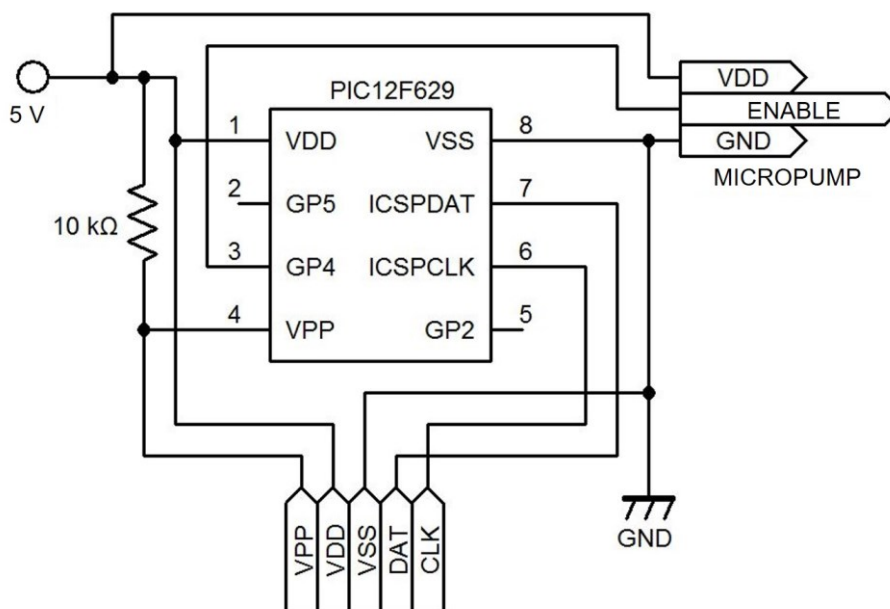 5 V
10 kΩ
PIC12F629
1
VDD
VSS
8
2
GP5
ICSPDAT
7
3
GP4
ICSPCLK
6
4
VPP
GP2
5
VDD
ENABLE
GND
MICROPUMP
VPP
VDD
VSS
DAT
CLK
GND